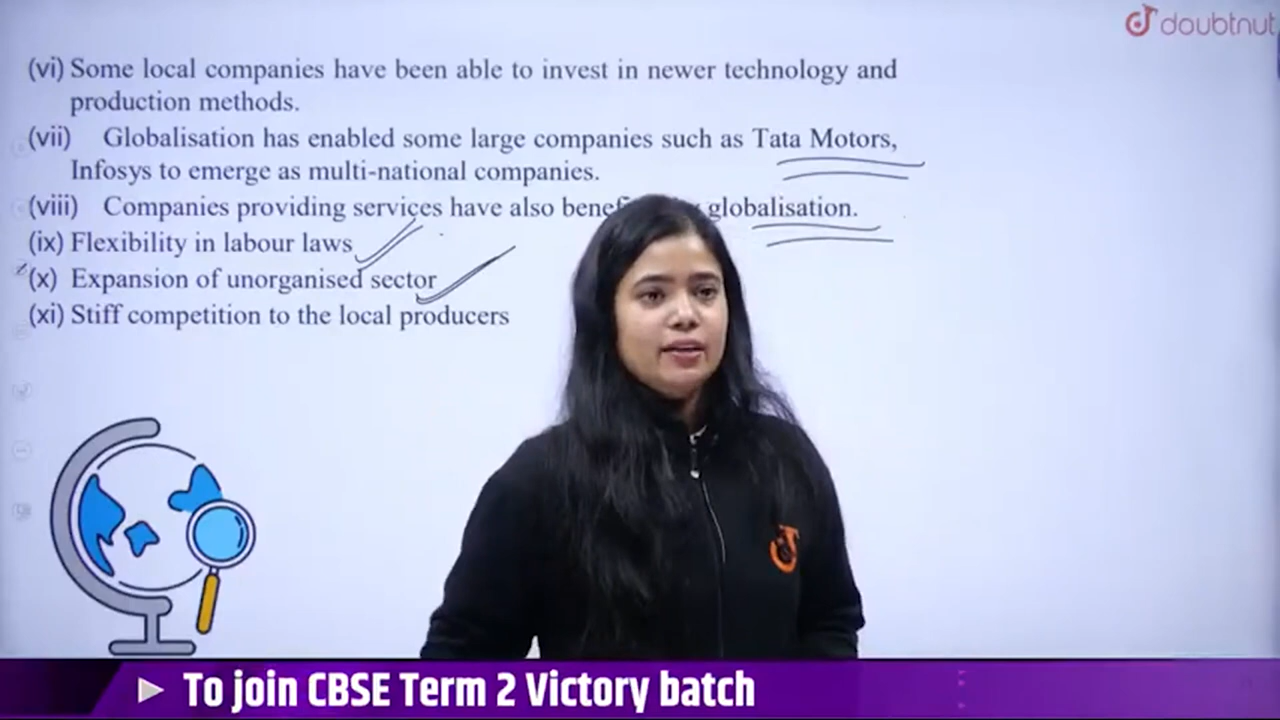 doubtnut
(vi) Some local companies have been able to invest in newer technology and
production methods.
(vii) Globalisation has enabled some large companies such as Tata Motors,
Infosys to emerge as multi-national companies.
(viii) Companies providing services have also globalisation.
(ix) Flexibility in labour laws
(x) Expansion of unorganised sector
(xi) Stiff competition to the local producers
To join CBSE Term 2 Victory batch